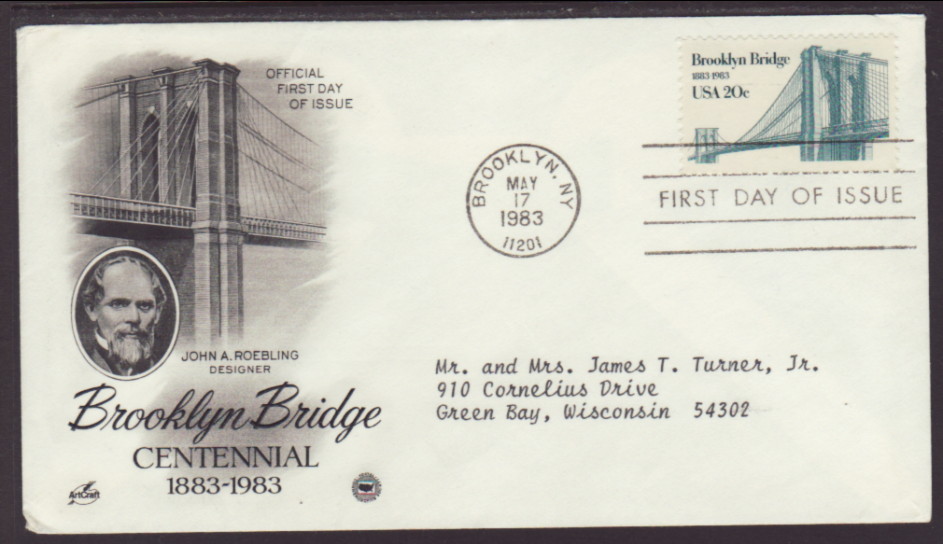 OFFICIAL
FIRST DAY
OF ISSUE
JOHN A. ROEBLING
DESIGNER
Brooklyn Bridge
CENTENNIAL
1883-1983
ArtCraft
Brooklyn Bridge
1883 1983
USA 20c
BROOKLYN, NY
MAY
17
1983
11201
FIRST DAY OF ISSUE
Mr. and Mrs. James T. Turner, Jr.
910 Cornelius Drive
Green Bay, Wisconsin 54302